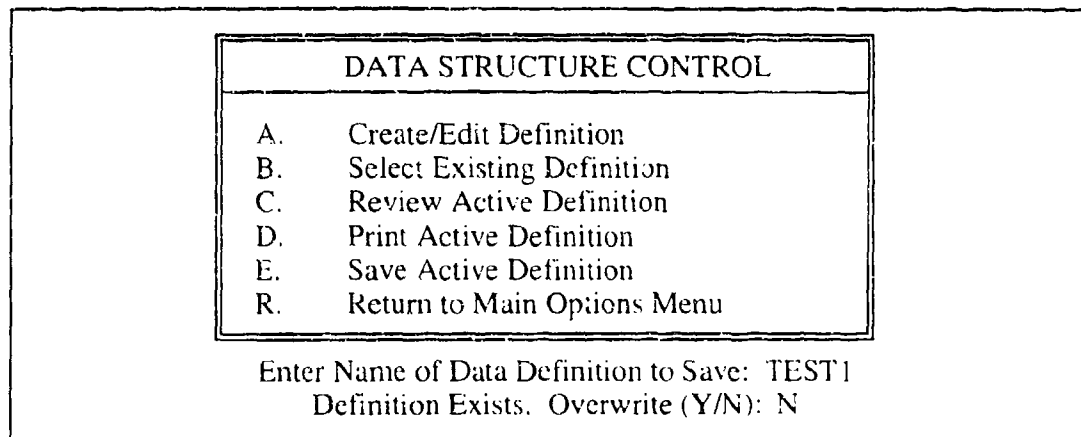 DATA STRUCTURE CONTROL
A. Create/Edit Definition
B. Select Existing Definition
C. Review Active Definition
D. Print Active Definition
E. Save Active Definition
R. Return to Main Options Menu
Enter Name of Data Definition to Save: TEST1
Definition Exists. Overwrite (Y/N): N